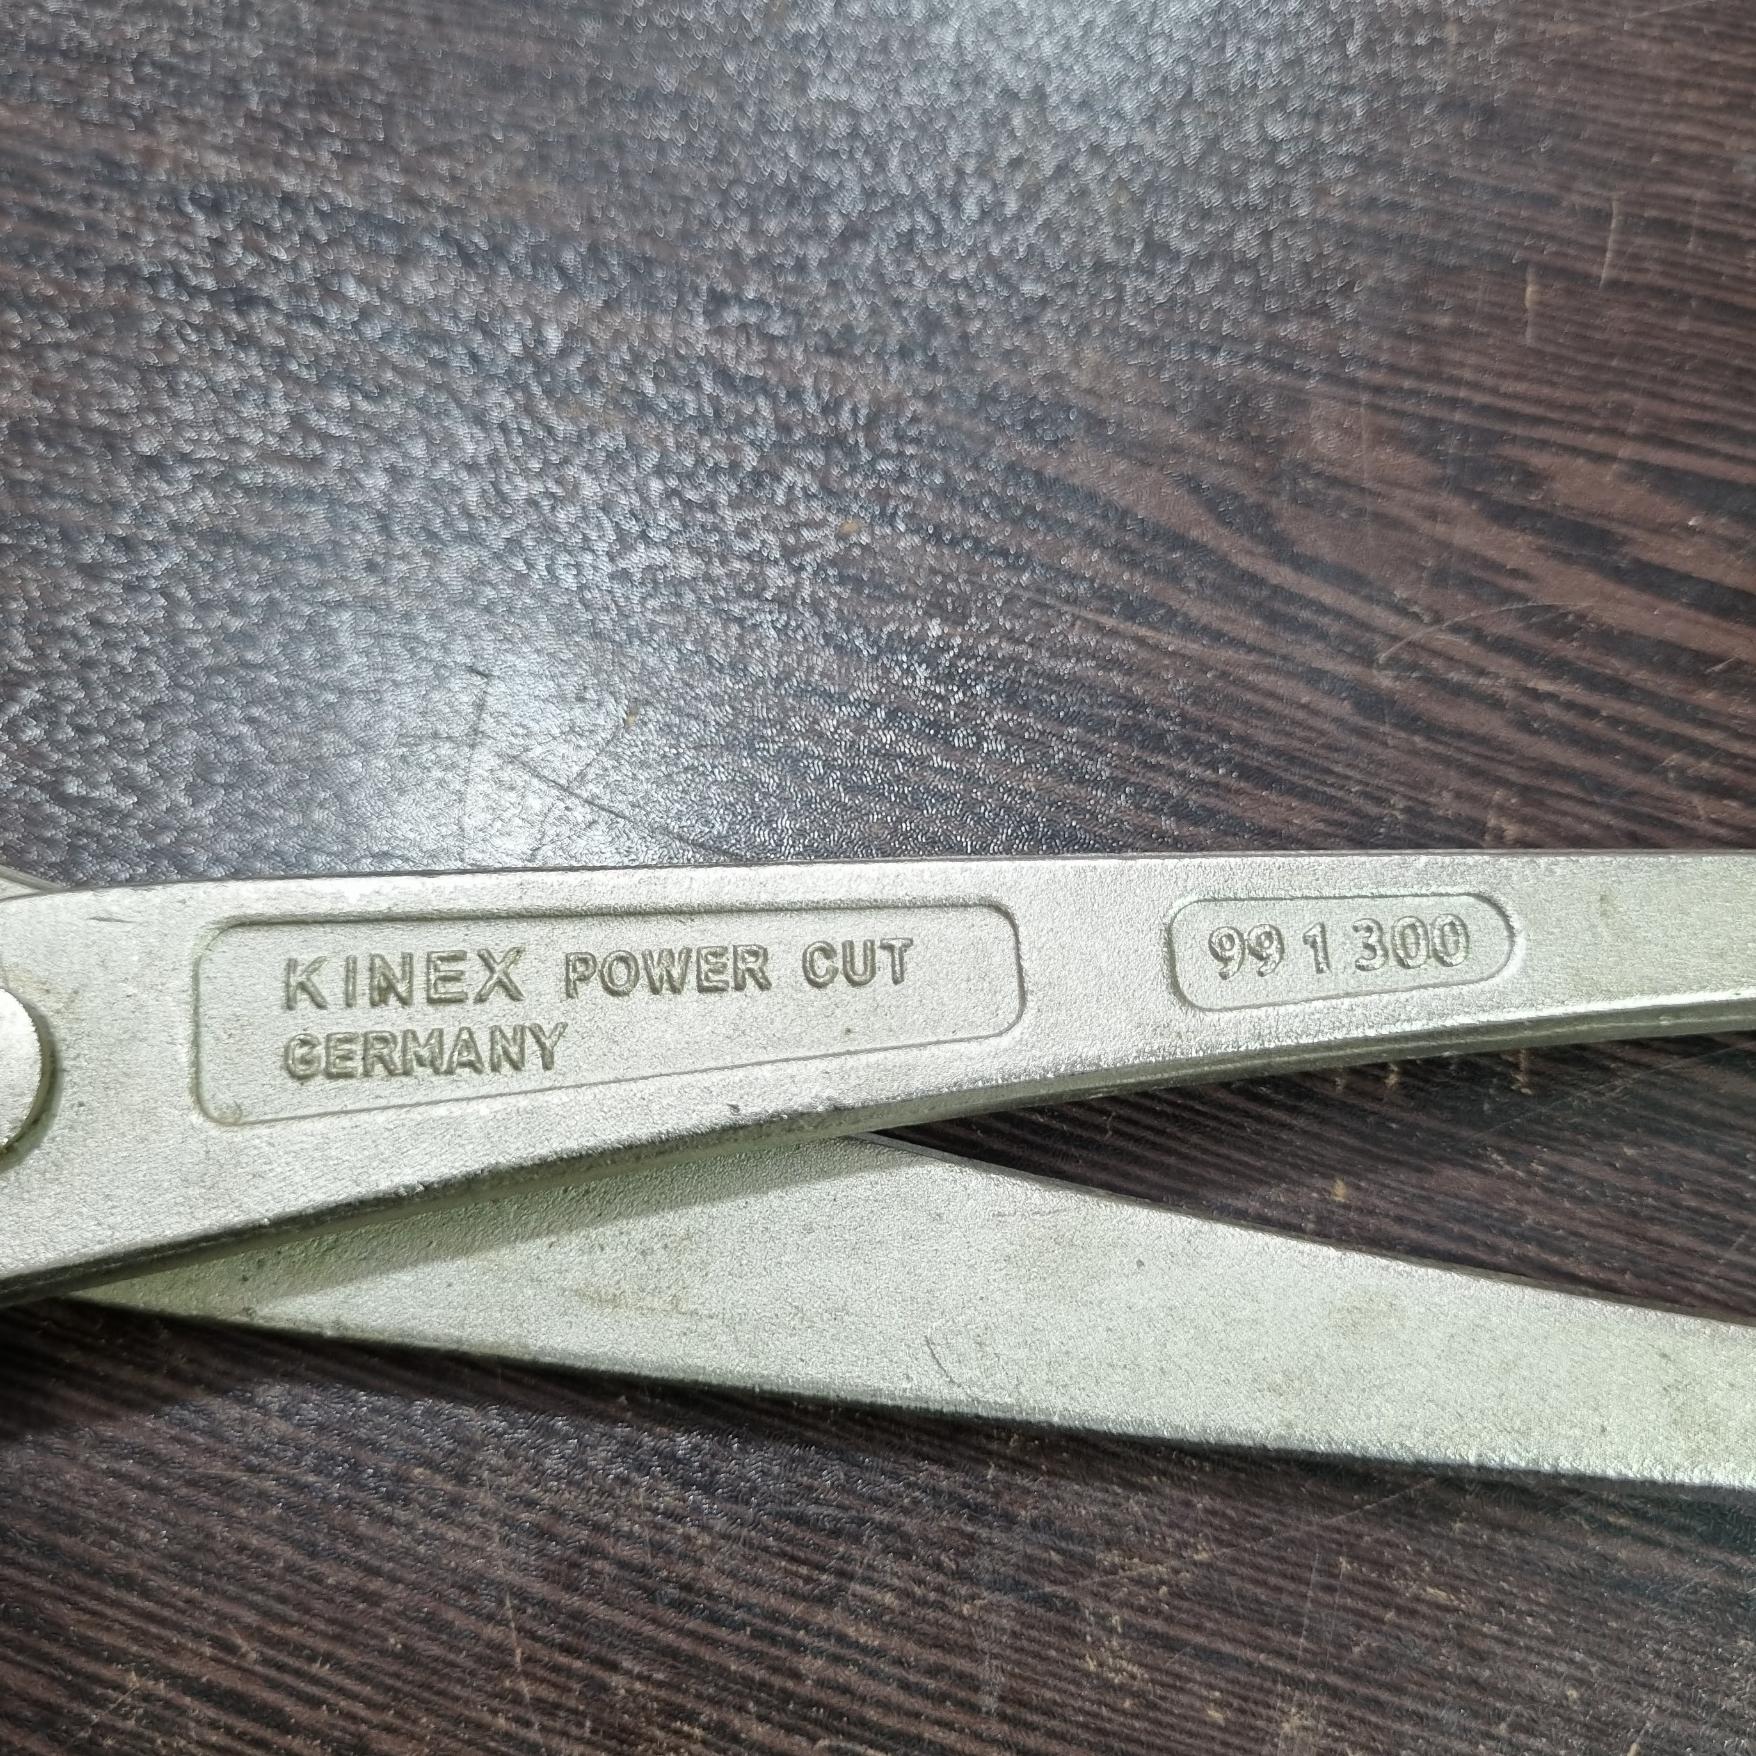 KINEX POWER CUT
GERMANY
99 1 300